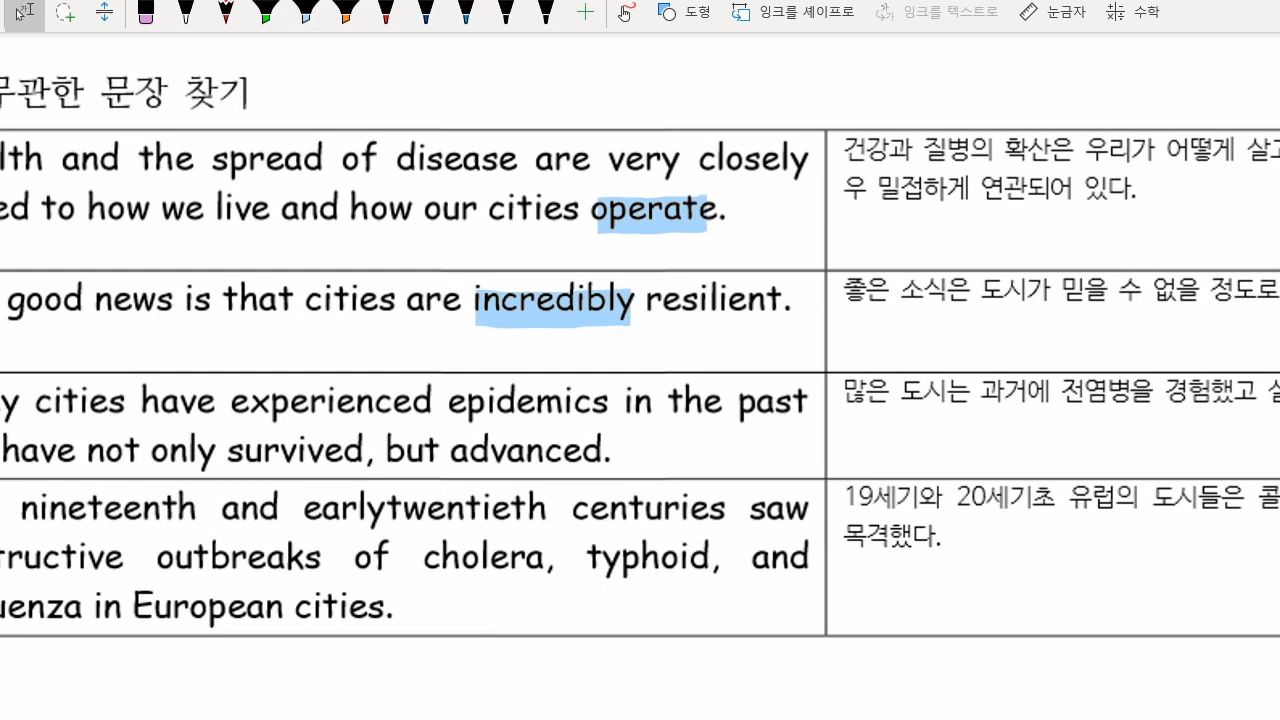 도형 잉크를 셰이프로 잉크를 텍스트로 눈금자 수학
무관한 문장 찾기
and the spread of disease are very closely
to how we live and how our cities operate.
good news is that cities are incredibly resilient.
cities have experienced epidemics in the past
have not only survived, but advanced.
nineteenth and earlytwentieth centuries saw
outbreaks of cholera, typhoid, and
in European cities.
건강과 질병의 확산은 우리가 어떻게
우 밀접하게 연관되어 있다.
좋은 소식은 도시가 믿을 수 없을 정도로
많은 도시는 과거에 전염병을 경험했고
19세기와 20세기초 유럽의 도시들은
목격했다.